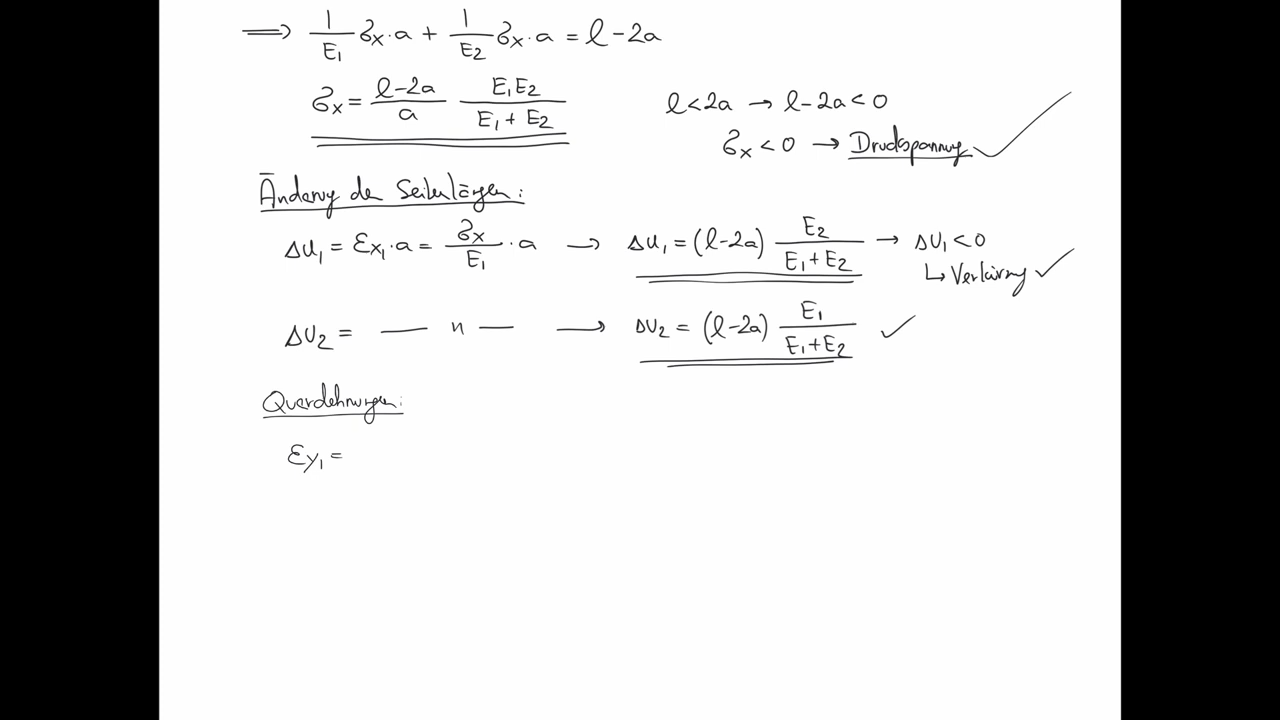 ⟹ 1/E₁ σₓ·a + 1/E₂ σₓ·a = l-2a
σₓ = (l-2a)/a E₁E₂/(E₁+E₂)
l<2a → l-2a<0
σₓ<0 → Druckspannung ✓
Änderung der Seitenlängen:
Δu₁ = εx₁·a = σₓ/E₁·a → Δu₁ = (l-2a) E₂/(E₁+E₂) → Δu₁<0
↳ Verkürzung ✓
Δu₂ = — " — → Δu₂ = (l-2a) E₁/(E₁+E₂) ✓
Querdehnungen:
εy₁ =